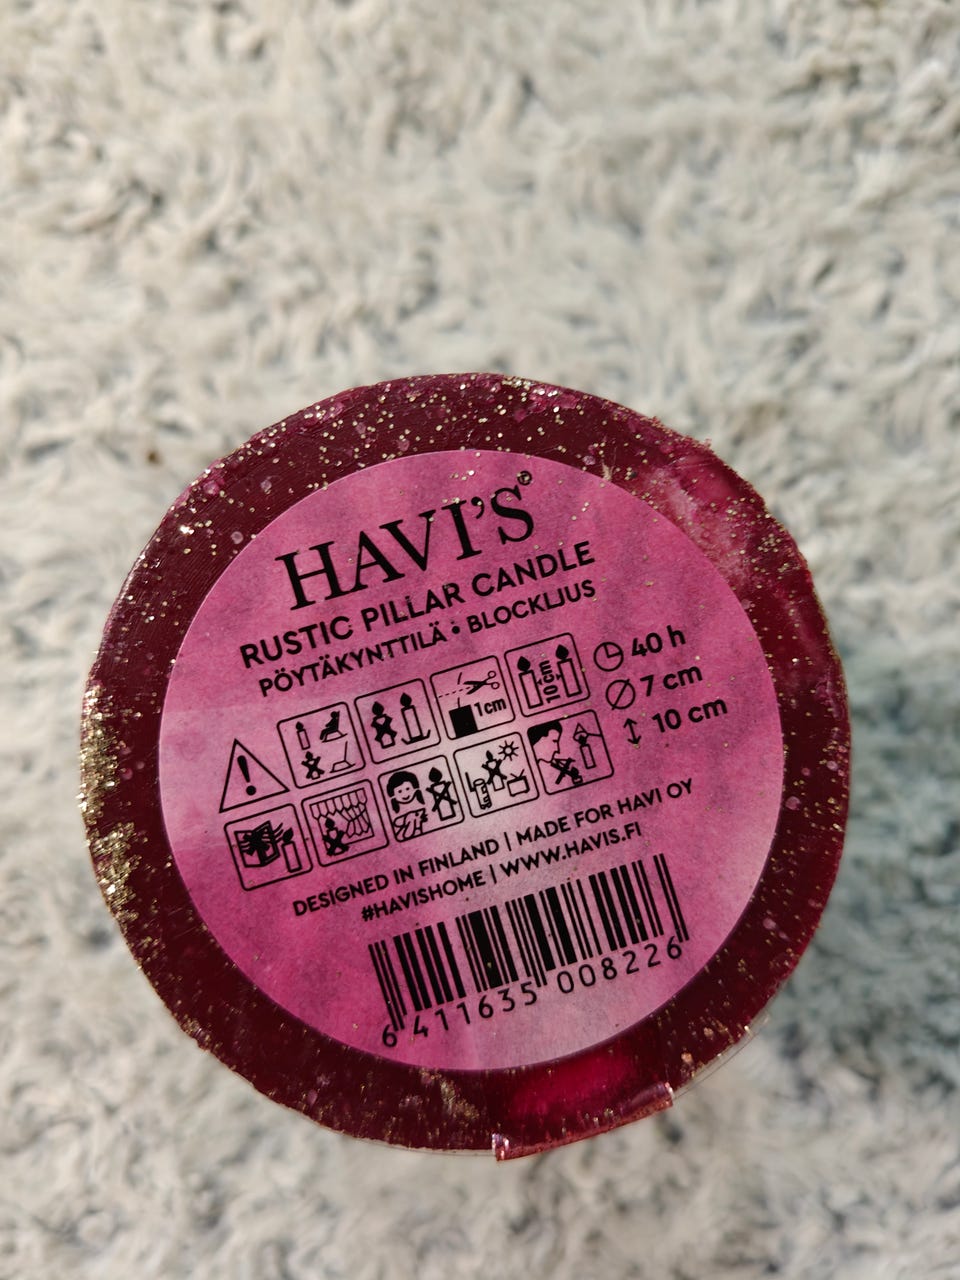 HAVI'S®
RUSTIC PILLAR CANDLE
PÖYTÄKYNTTILÄ • BLOCKLJUS
1cm
10cm
40 h
⌀ 7 cm
↕ 10 cm
DESIGNED IN FINLAND | MADE FOR HAVI OY
#HAVISHOME | WWW.HAVIS.FI
6 411635 008226